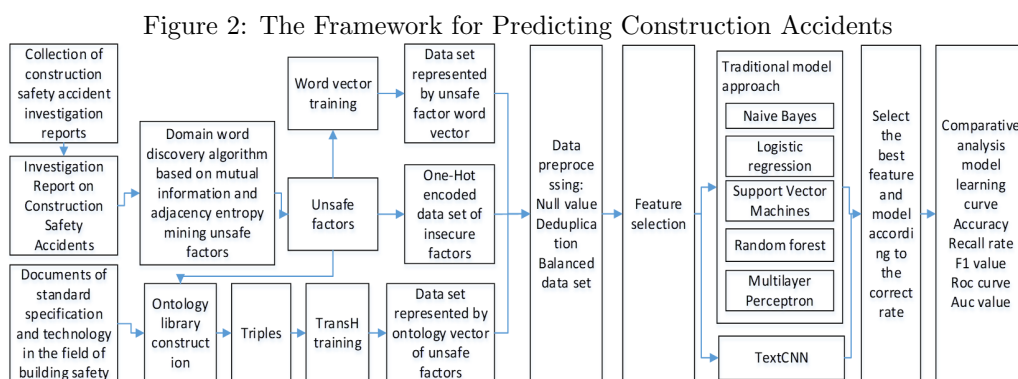 Figure 2: The Framework for Predicting Construction Accidents
Collection of
construction
safety accident
investigation
reports
Investigation
Report on
Construction
Safety
Accidents
Documents of
standard
specification
and technology
in the field of
building safety
Domain word
discovery algorithm
based on mutual
information and
adjacency entropy
mining unsafe
factors
Ontology
library
construct
ion
Triples
Word vector
training
Unsafe
factors
TransH
training
Data set
represented
by unsafe
factor word
vector
One-Hot
encoded
data set of
insecure
factors
Data set
represented by
ontology vector
of unsafe
factors
Data
preproce
ssing:
Null value
Deduplica
tion
Balanced
data set
Feature
selection
Traditional model
approach
Naive Bayes
Logistic
regression
Support Vector
Machines
Random forest
Multilayer
Perceptron
TextCNN
Select
the
best
feature
and
model
accordi
ng to
the
correct
rate
Comparative
analysis
model
learning
curve
Accuracy
Recall rate
F1 value
Roc curve
Auc value